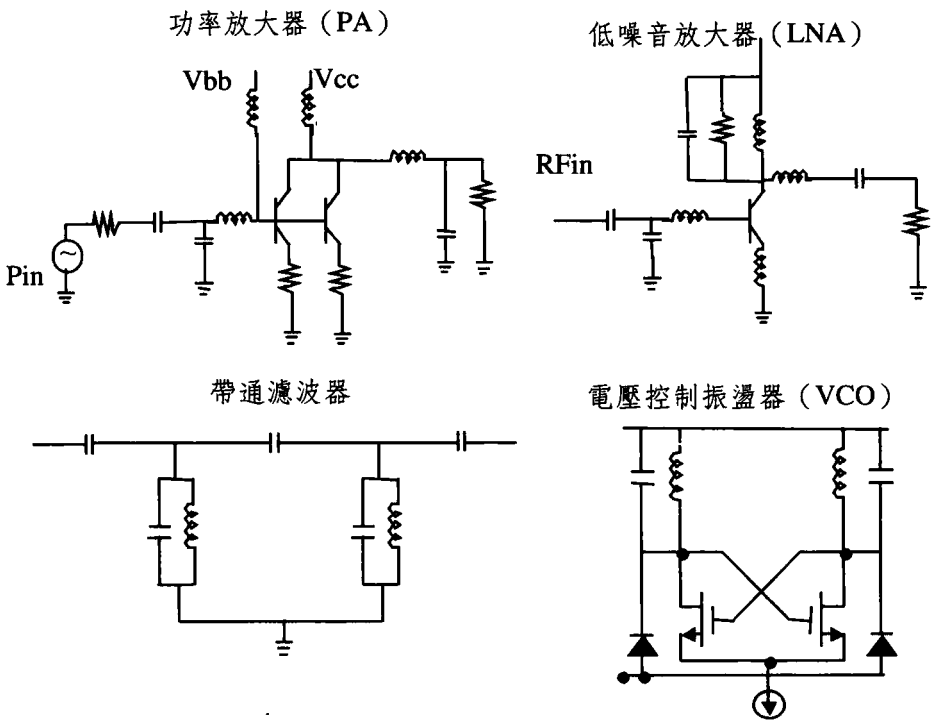 功率放大器（PA）
低噪音放大器（LNA）
Vbb
Vcc
RFin
Pin
~
帶通濾波器
電壓控制振盪器（VCO）